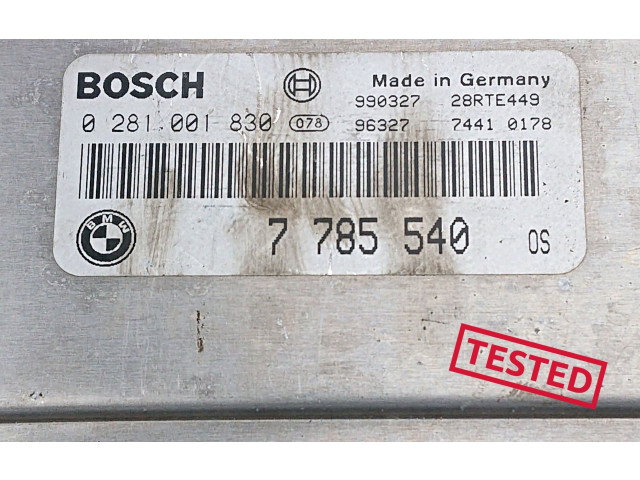 BOSCH Made in Germany
990327 28RTE449
0 281 001 830 078 96327 7441 0178
BMW 7 785 540 OS
TESTED